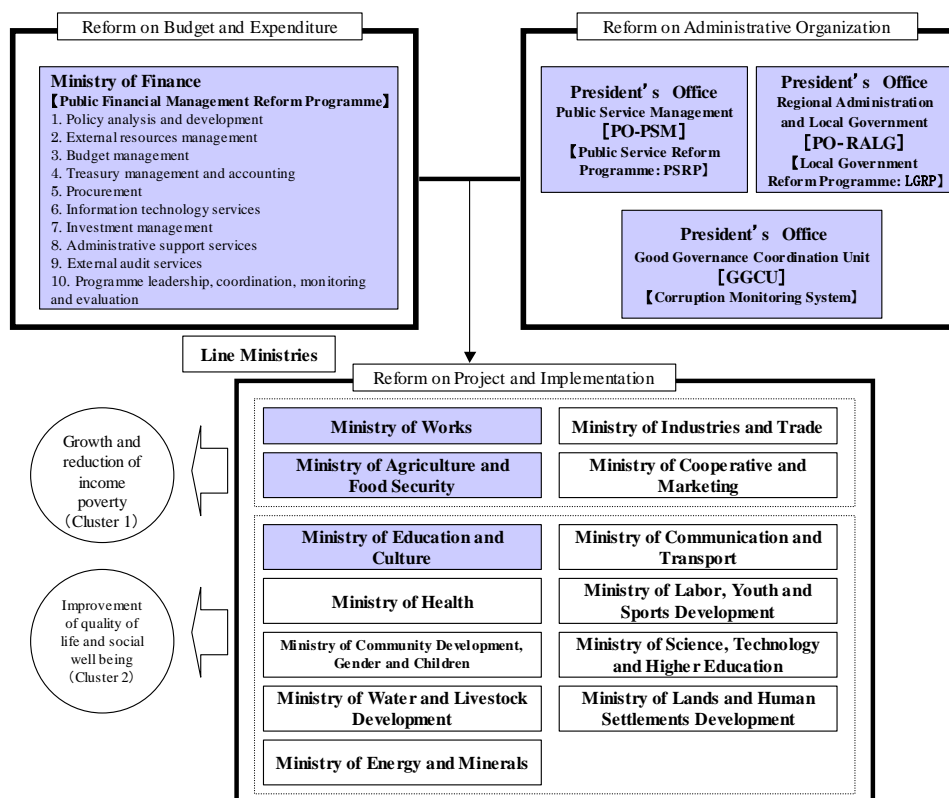 Reform on Budget and Expenditure
Ministry of Finance
【Public Financial Management Reform Programme】
1. Policy analysis and development
2. External resources management
3. Budget management
4. Treasury management and accounting
5. Procurement
6. Information technology services
7. Investment management
8. Administrative support services
9. External audit services
10. Programme leadership, coordination, monitoring
and evaluation
Reform on Administrative Organization
President's Office
Public Service Management
[PO-PSM]
【Public Service Reform
Programme: PSRP】
President's Office
Regional Administration
and Local Government
[PO-RALG]
【Local Government
Reform Programme: LGRP】
President's Office
Good Governance Coordination Unit
[GGCU]
【Corruption Monitoring System】
Line Ministries
Reform on Project and Implementation
Growth and
reduction of
income
poverty
(Cluster 1)
Ministry of Works
Ministry of Industries and Trade
Ministry of Agriculture and
Food Security
Ministry of Cooperative and
Marketing
Improvement
of quality of
life and social
well being
(Cluster 2)
Ministry of Education and
Culture
Ministry of Communication and
Transport
Ministry of Health
Ministry of Labor, Youth and
Sports Development
Ministry of Community Development,
Gender and Children
Ministry of Science, Technology
and Higher Education
Ministry of Water and Livestock
Development
Ministry of Lands and Human
Settlements Development
Ministry of Energy and Minerals